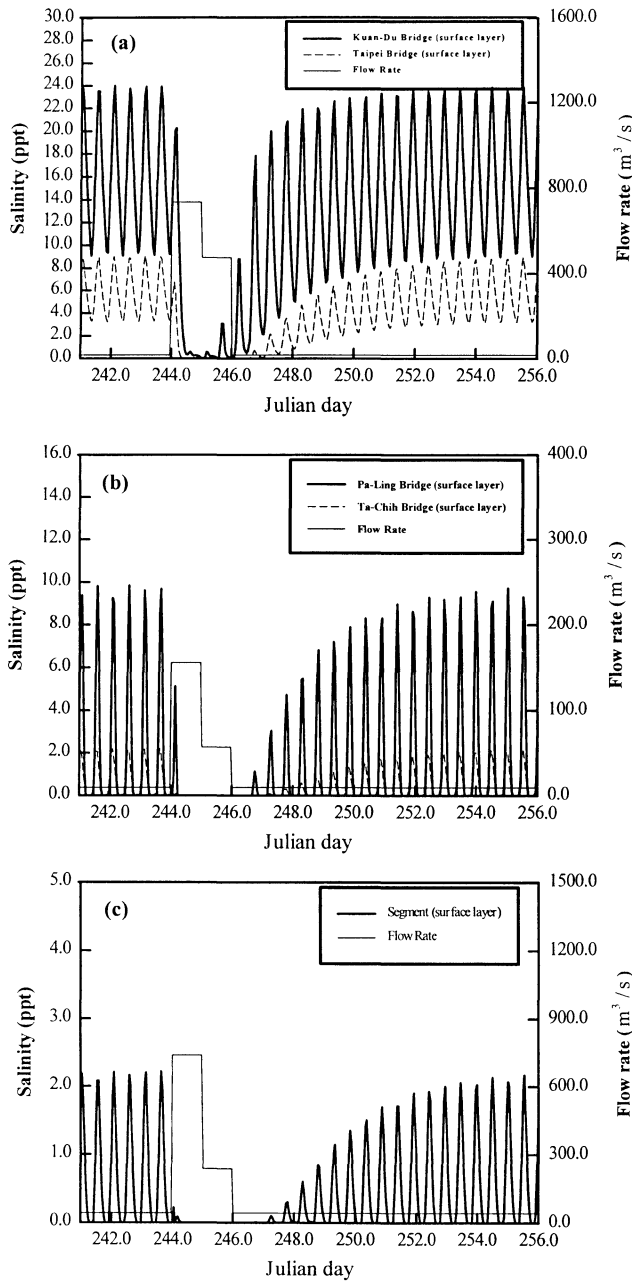 (a)
Kuan-Du Bridge (surface layer)
Taipei Bridge (surface layer)
Flow Rate
30.0
28.0
26.0
24.0
22.0
20.0
18.0
16.0
14.0
12.0
10.0
8.0
6.0
4.0
2.0
0.0
Salinity (ppt)
1600.0
1200.0
800.0
400.0
0.0
Flow rate (m³/s)
242.0 244.0 246.0 248.0 250.0 252.0 254.0 256.0
Julian day
(b)
Pa-Ling Bridge (surface layer)
Ta-Chih Bridge (surface layer)
Flow Rate
16.0
14.0
12.0
10.0
8.0
6.0
4.0
2.0
0.0
Salinity (ppt)
400.0
300.0
200.0
100.0
0.0
Flow rate (m³/s)
242.0 244.0 246.0 248.0 250.0 252.0 254.0 256.0
Julian day
(c)
Segment (surface layer)
Flow Rate
5.0
4.0
3.0
2.0
1.0
0.0
Salinity (ppt)
1500.0
1200.0
900.0
600.0
300.0
0.0
Flow rate (m³/s)
242.0 244.0 246.0 248.0 250.0 252.0 254.0 256.0
Julian day